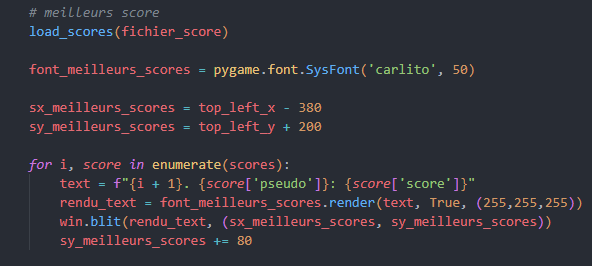 # meilleurs score
load_scores(fichier_score)
font_meilleurs_scores = pygame.font.SysFont('carlito', 50)
sx_meilleurs_scores = top_left_x - 380
sy_meilleurs_scores = top_left_y + 200
for i, score in enumerate(scores):
    text = f"{i + 1}. {score['pseudo']}: {score['score']}"
    rendu_text = font_meilleurs_scores.render(text, True, (255,255,255))
    win.blit(rendu_text, (sx_meilleurs_scores, sy_meilleurs_scores))
    sy_meilleurs_scores += 80